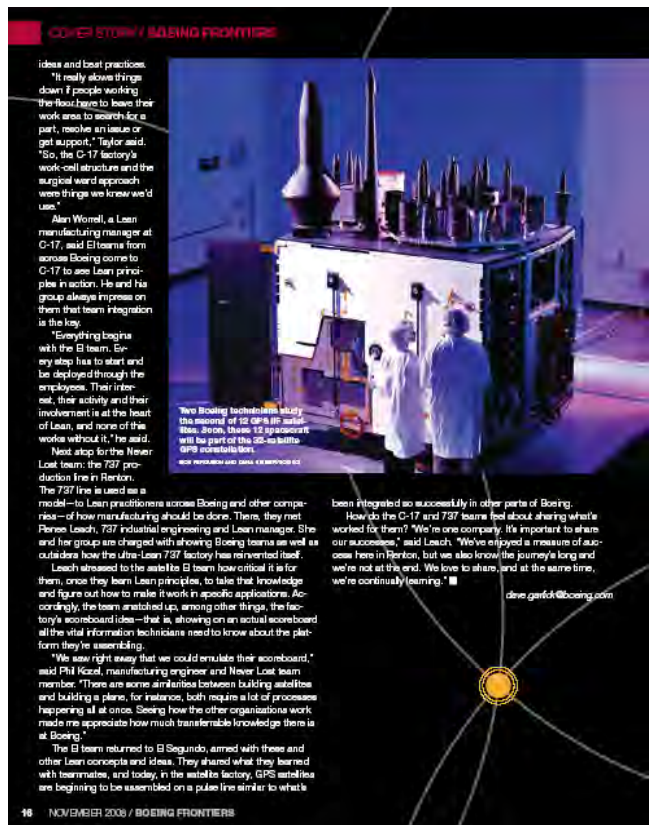 COVER STORY / BOEING FRONTIERS
ideas and best practices.
"It really slows things
down if people working
the floor have to leave their
work area to search for a
part, resolve an issue or
get support," Taylor said.
"So, the C-17 factory's
work-cell structure and the
surgical ward approach
were things we knew we'd
use."
Alan Worrell, a Lean
manufacturing manager at
C-17, said EI teams from
across Boeing come to
C-17 to see Lean princi-
ples in action. He and his
group always impress on
them that team integration
is the key.
"Everything begins
with the EI team. Ev-
ery step has to start and
be deployed through the
employees. Their inter-
est, their activity and their
involvement is at the heart
of Lean, and none of this
works without it," he said.
Next stop for the Never
Lost team: the 737 pro-
duction line in Renton.
The 737 line is used as a
model—to Lean practitioners across Boeing and other compa-
nies—of how manufacturing should be done. There, they met
Renee Leach, 737 industrial engineering and Lean manager. She
and her group are charged with showing Boeing teams as well as
outsiders how the ultra-Lean 737 factory has reinvented itself.
Leach stressed to the satellite EI team how critical it is for
them, once they learn Lean principles, to take that knowledge
and figure out how to make it work in specific applications. Ac-
cordingly, the team snatched up, among other things, the fac-
tory's scoreboard idea—that is, showing on an actual scoreboard
all the vital information technicians need to know about the plat-
form they're assembling.
"We saw right away that we could emulate their scoreboard,"
said Phil Kozel, manufacturing engineer and Never Lost team
member. "There are some similarities between building satellites
and building a plane, for instance, both require a lot of processes
happening all at once. Seeing how the other organizations work
made me appreciate how much transferrable knowledge there is
at Boeing."
The EI team returned to El Segundo, armed with these and
other Lean concepts and ideas. They shared what they learned
with teammates, and today, in the satellite factory, GPS satellites
are beginning to be assembled on a pulse line similar to what's
Two Boeing technicians study
the second of 12 GPS IIF satel-
lites. Soon, these 12 spacecraft
will be part of the 32-satellite
GPS constellation.
been integrated so successfully in other parts of Boeing.
How do the C-17 and 737 teams feel about sharing what's
worked for them? "We're one company. It's important to share
our successes," said Leach. "We've enjoyed a measure of suc-
cess here in Renton, but we also know the journey's long and
we're not at the end. We love to share, and at the same time,
we're continually learning." ■
dave.garlick@boeing.com
16 NOVEMBER 2008 / BOEING FRONTIERS